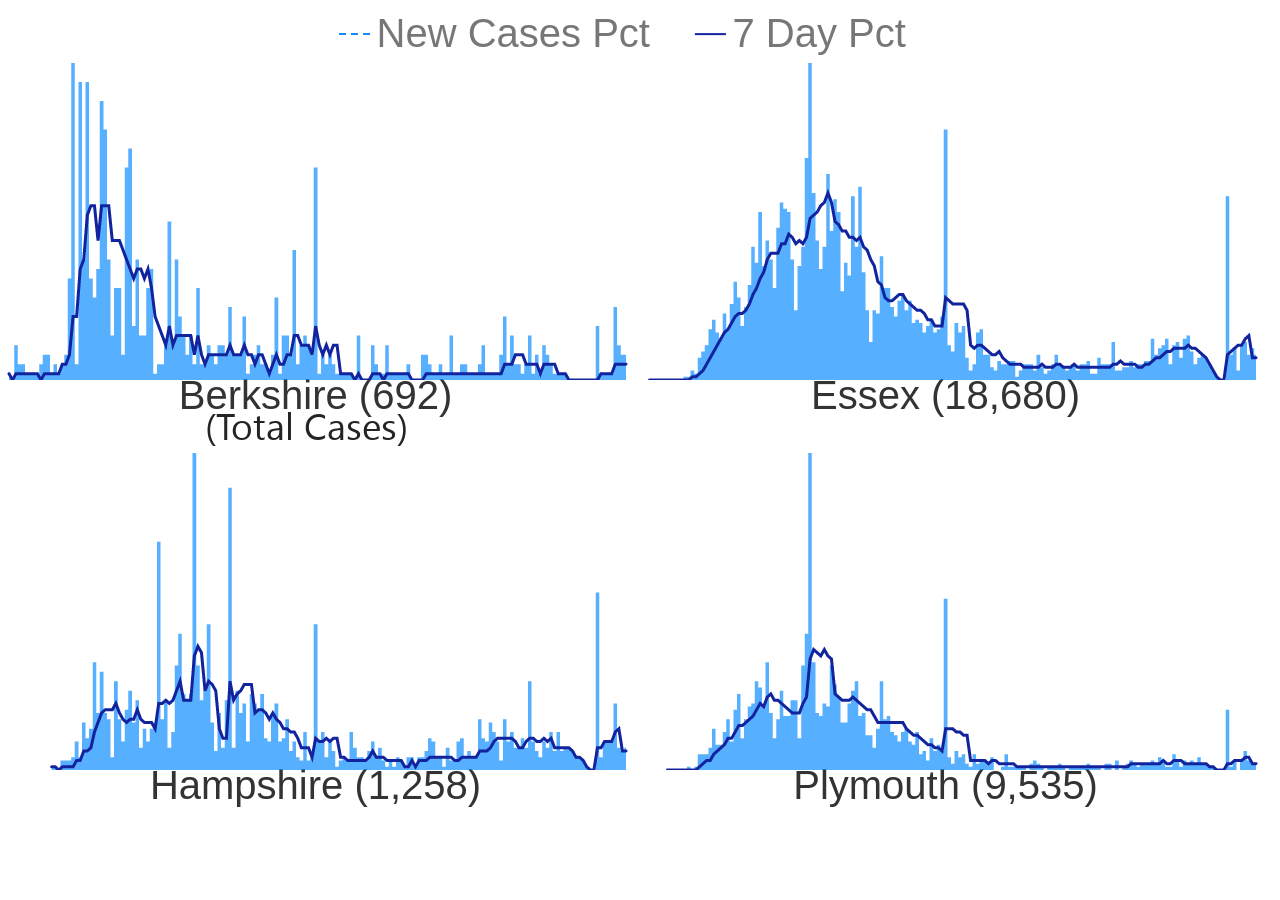 New Cases Pct 7 Day Pct
Berkshire (692) Essex (18,680)
(Total Cases)
Hampshire (1,258) Plymouth (9,535)